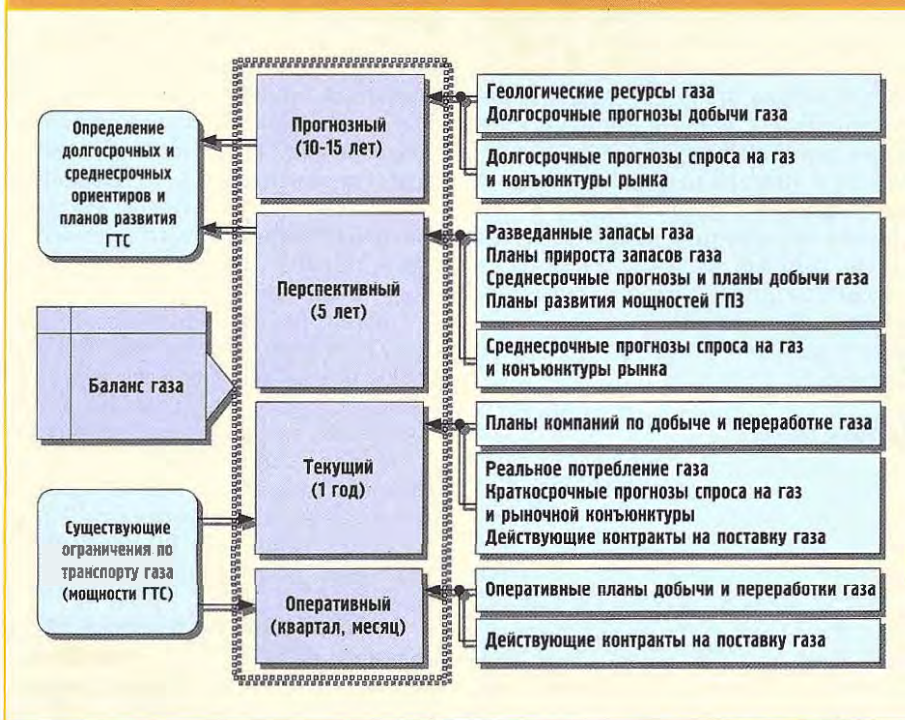 Определение
долгосрочных и
среднесрочных
ориентиров и
планов развития
ГТС
Баланс газа
Существующие
ограничения по
транспорту газа
(мощности ГТС)
Прогнозный
(10-15 лет)
Перспективный
(5 лет)
Текущий
(1 год)
Оперативный
(квартал, месяц)
Геологические ресурсы газа
Долгосрочные прогнозы добычи газа
Долгосрочные прогнозы спроса на газ
и конъюнктуры рынка
Разведанные запасы газа
Планы прироста запасов газа
Среднесрочные прогнозы и планы добычи газа
Планы развития мощностей ГПЗ
Среднесрочные прогнозы спроса на газ
и конъюнктуры рынка
Планы компаний по добыче и переработке газа
Реальное потребление газа
Краткосрочные прогнозы спроса на газ
и рыночной конъюнктуры
Действующие контракты на поставку газа
Оперативные планы добычи и переработки газа
Действующие контракты на поставку газа